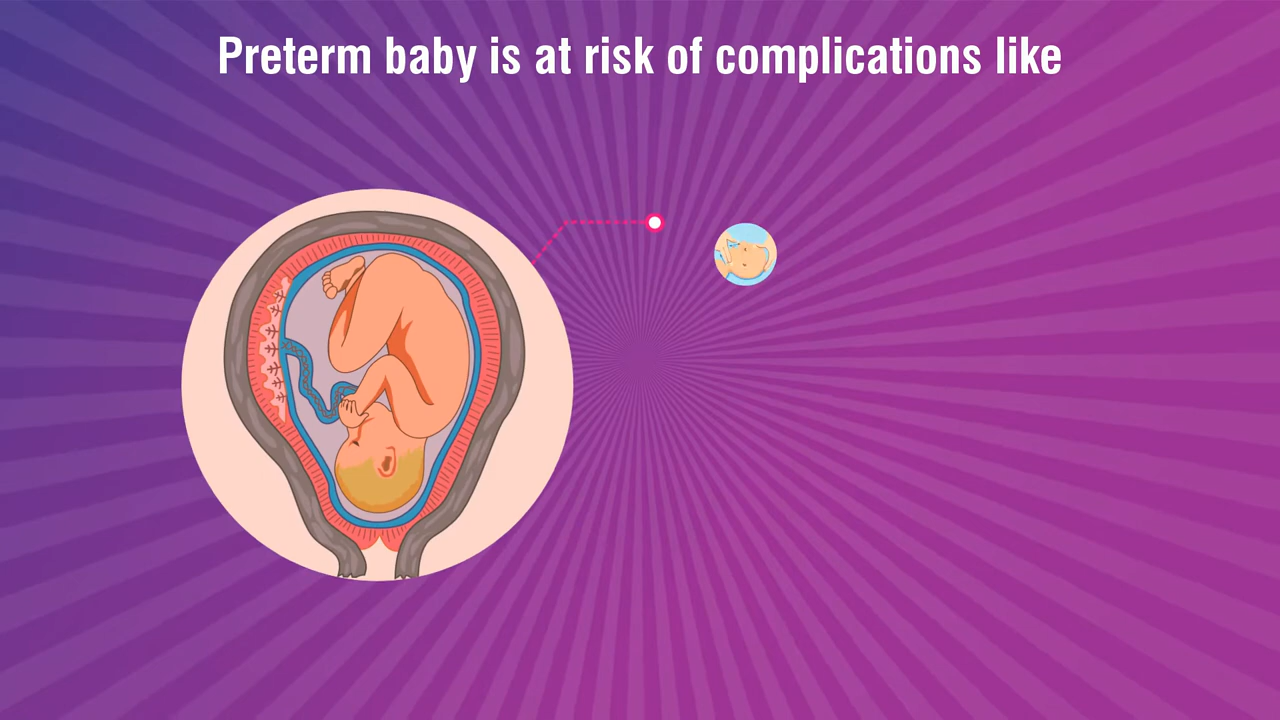 Preterm baby is at risk of complications like